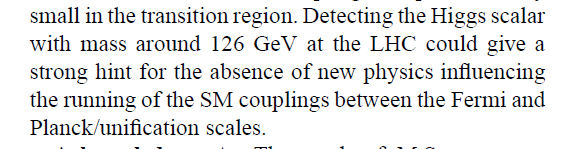 small in the transition region. Detecting the Higgs scalar
with mass around 126 GeV at the LHC could give a
strong hint for the absence of new physics influencing
the running of the SM couplings between the Fermi and
Planck/unification scales.